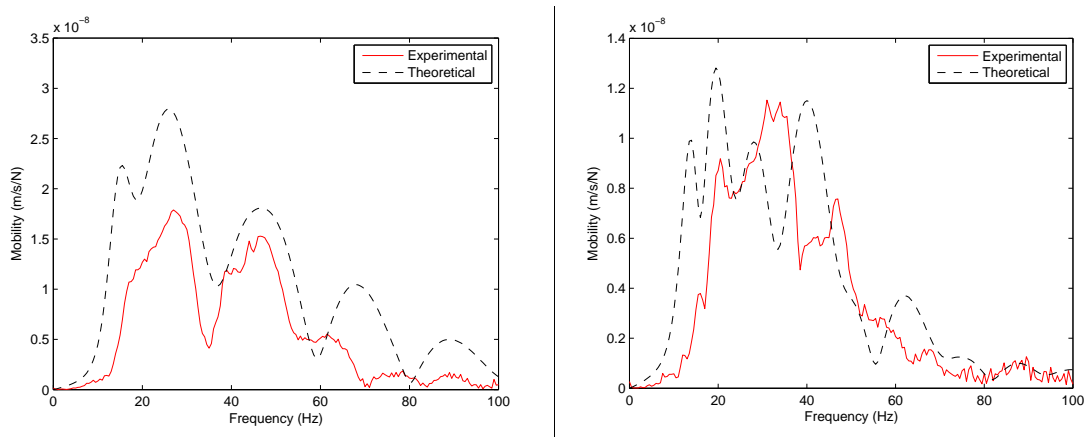 x 10⁻⁸
3.5
3
2.5
2
1.5
1
0.5
0
0
20
40
60
80
100
Mobility (m/s/N)
Frequency (Hz)
Experimental
Theoretical
x 10⁻⁸
1.4
1.2
1
0.8
0.6
0.4
0.2
0
0
20
40
60
80
100
Mobility (m/s/N)
Frequency (Hz)
Experimental
Theoretical